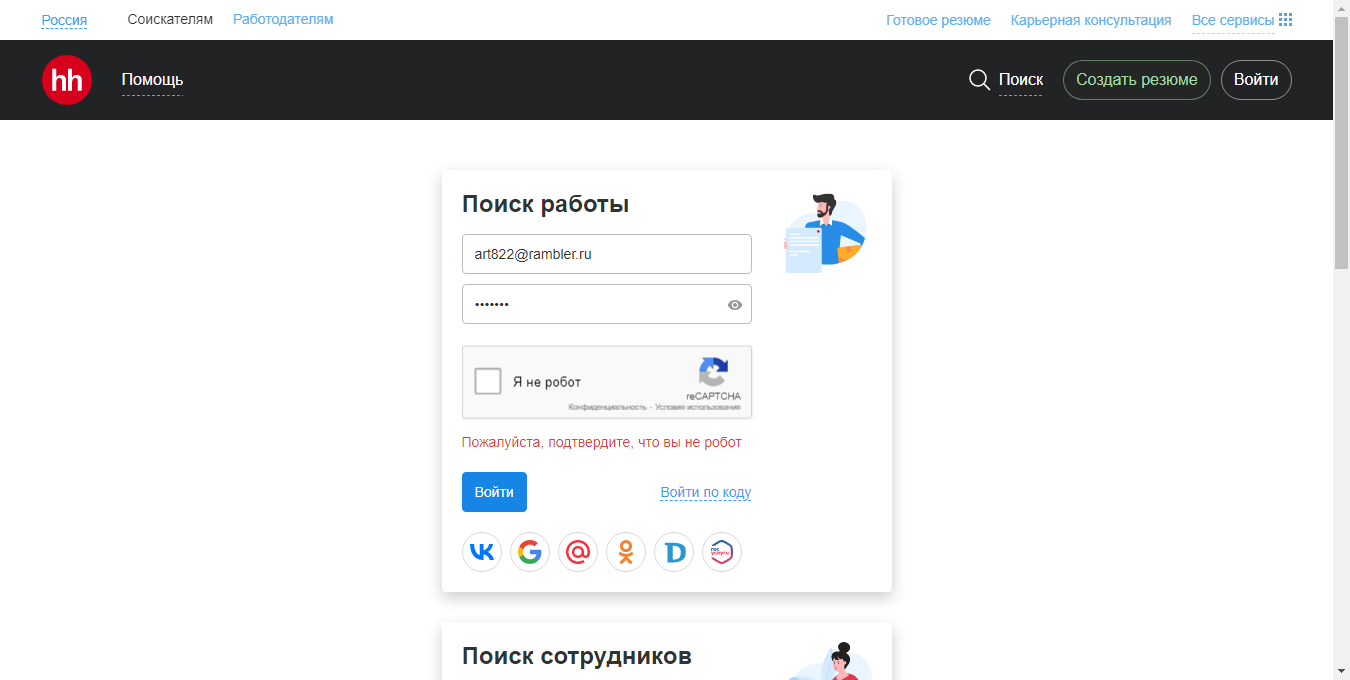 Россия Соискателям Работодателям Готовое резюме Карьерная консультация Все сервисы
hh Помощь Поиск Создать резюме Войти
Поиск работы
art822@rambler.ru
•••••••
Я не робот
reCAPTCHA
Конфиденциальность - Условия использования
Пожалуйста, подтвердите, что вы не робот
Войти Войти по коду
гос услуги
Поиск сотрудников